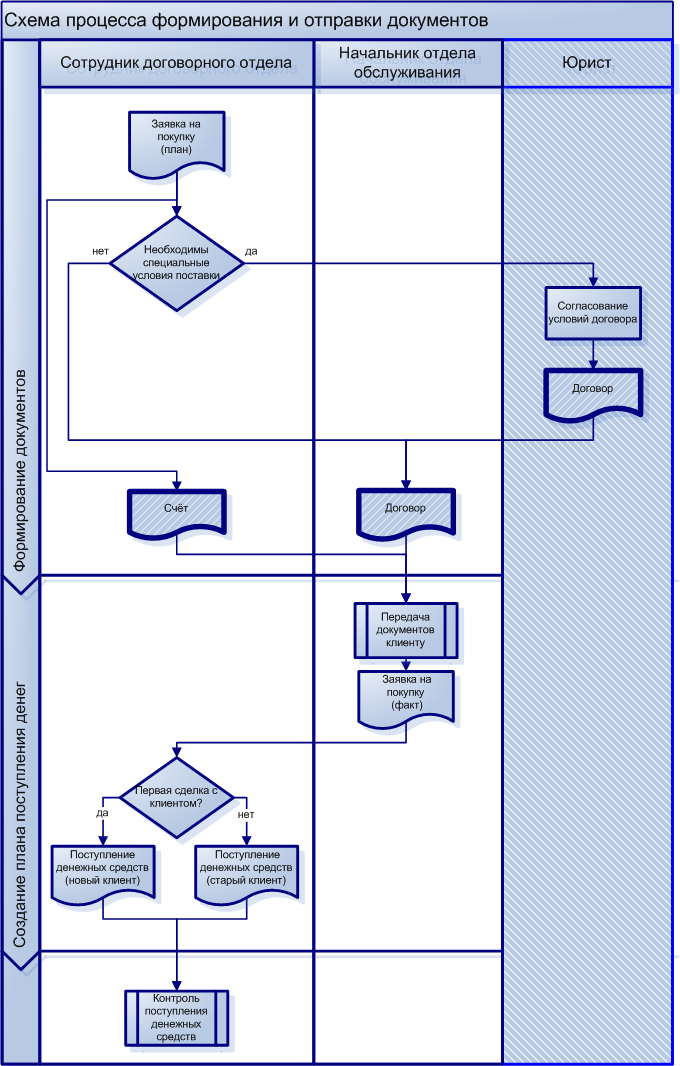 Схема процесса формирования и отправки документов
Сотрудник договорного отдела
Начальник отдела
обслуживания
Юрист
Формирование документов
Заявка на
покупку
(план)
нет
Необходимы
специальные
условия поставки
да
Согласование
условий договора
Договор
Счёт
Договор
Создание плана поступления денег
Передача
документов
клиенту
Заявка на
покупку
(факт)
Первая сделка с
клиентом?
да
нет
Поступление
денежных средств
(новый клиент)
Поступление
денежных средств
(старый клиент)
Контроль
поступления
денежных
средств